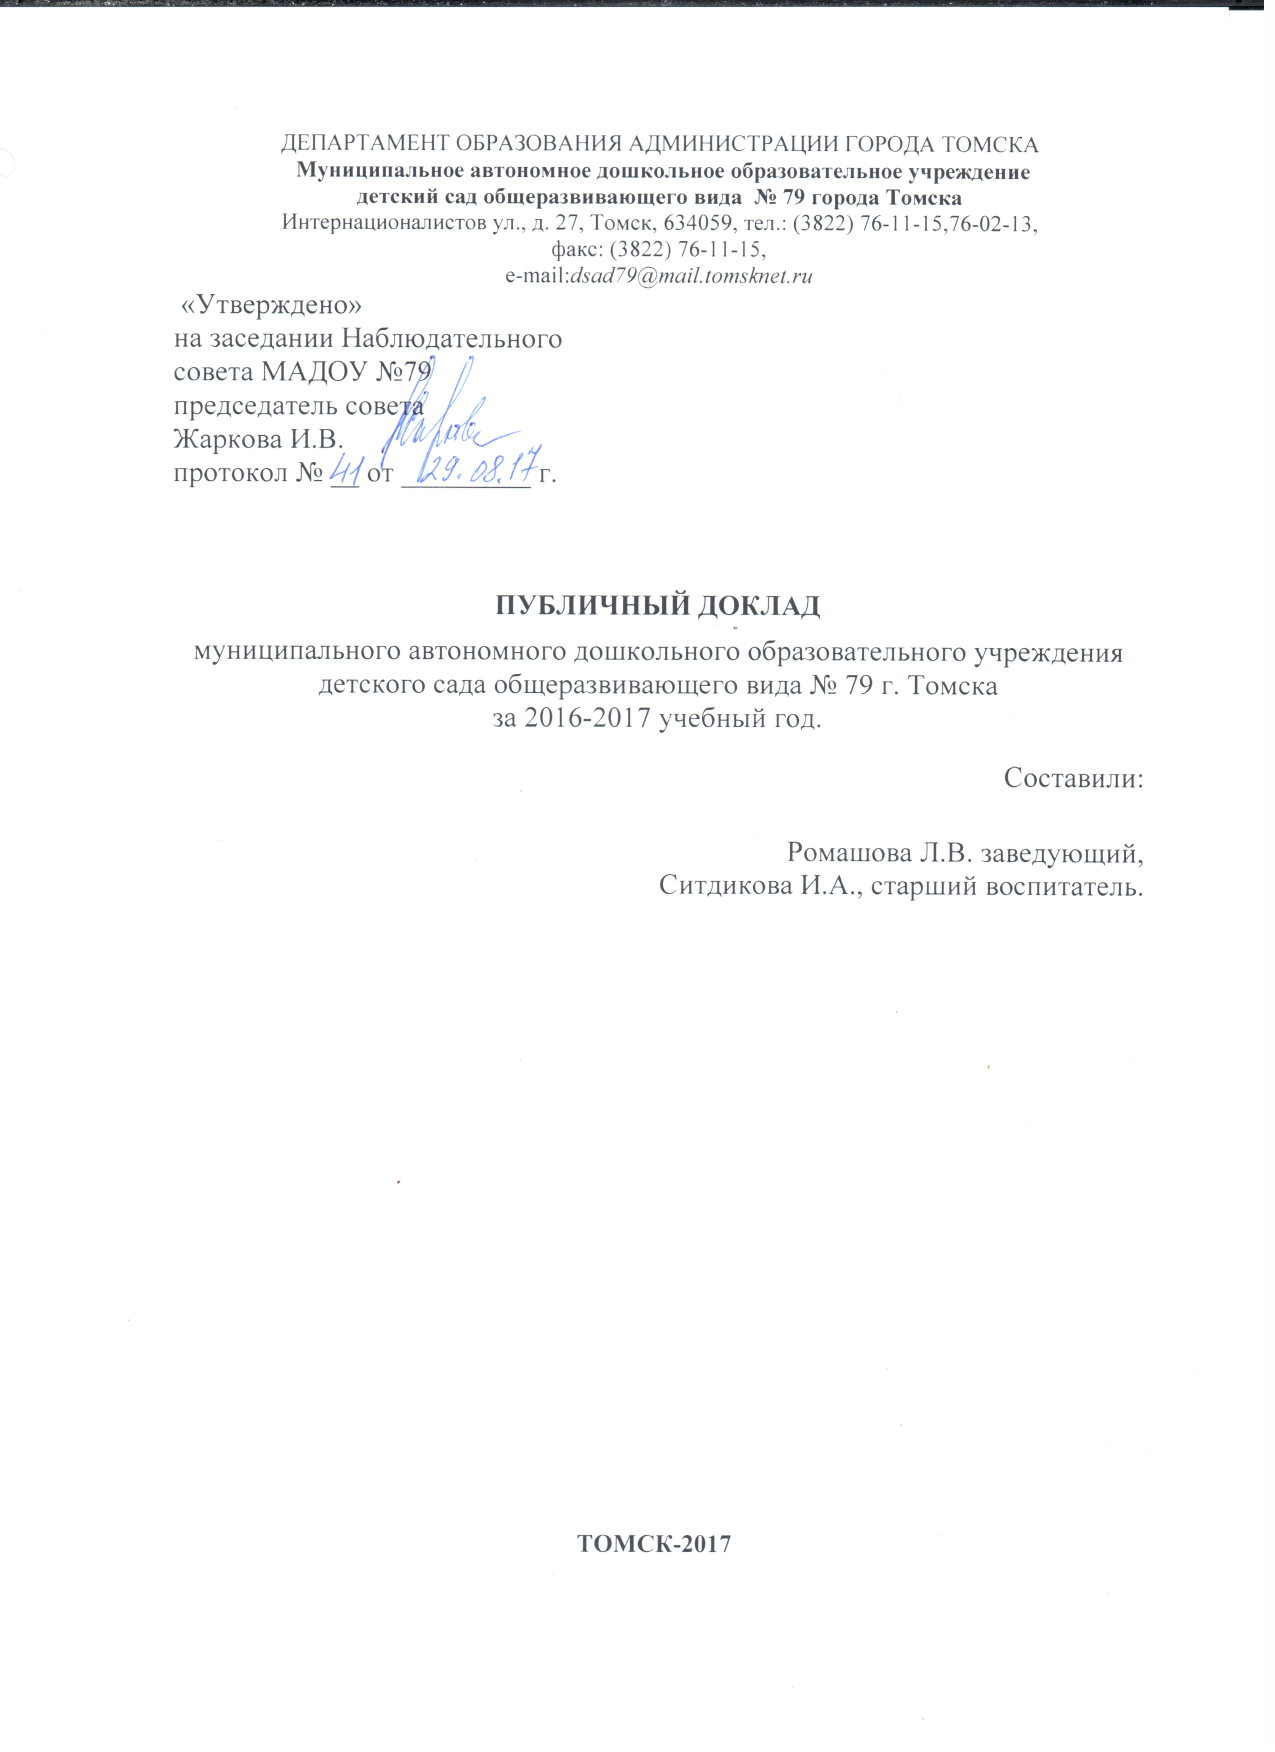 ДЕПАРТАМЕНТ ОБРАЗОВАНИЯ АДМИНИСТРАЦИИ ГОРОДА ТОМСКА
Муниципальное автономное дошкольное образовательное учреждение
детский сад общеразвивающего вида № 79 города Томска
Интернационалистов ул., д. 27, Томск, 634059, тел.: (3822) 76-11-15,76-02-13,
факс: (3822) 76-11-15,
e-mail:dsad79@mail.tomsknet.ru
«Утверждено»
на заседании Наблюдательного
совета МАДОУ №79
председатель совета
Жаркова И.В.
протокол № 41 от 29.08.17 г.
ПУБЛИЧНЫЙ ДОКЛАД
муниципального автономного дошкольного образовательного учреждения
детского сада общеразвивающего вида № 79 г. Томска
за 2016-2017 учебный год.
Составили:
Ромашова Л.В. заведующий,
Ситдикова И.А., старший воспитатель.
ТОМСК-2017